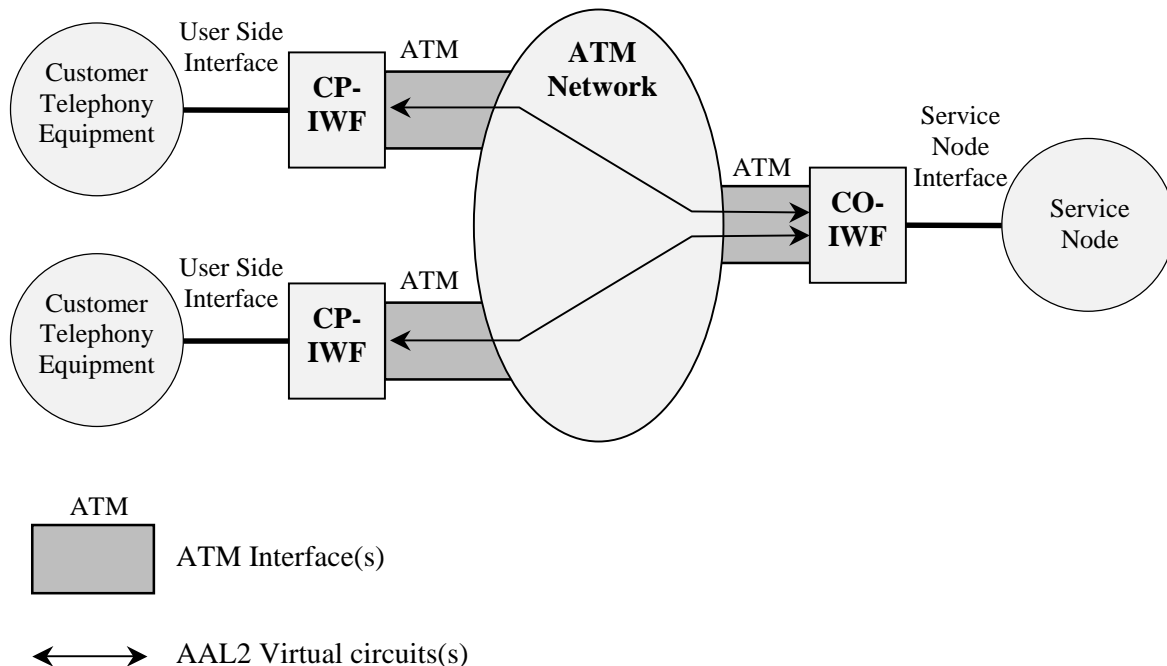 User Side
Interface
ATM
Customer
Telephony
Equipment
CP-
IWF
ATM
Network
Service
Node
Interface
ATM
CO-
IWF
Service
Node
User Side
Interface
ATM
Customer
Telephony
Equipment
CP-
IWF
ATM
ATM Interface(s)
AAL2 Virtual circuits(s)